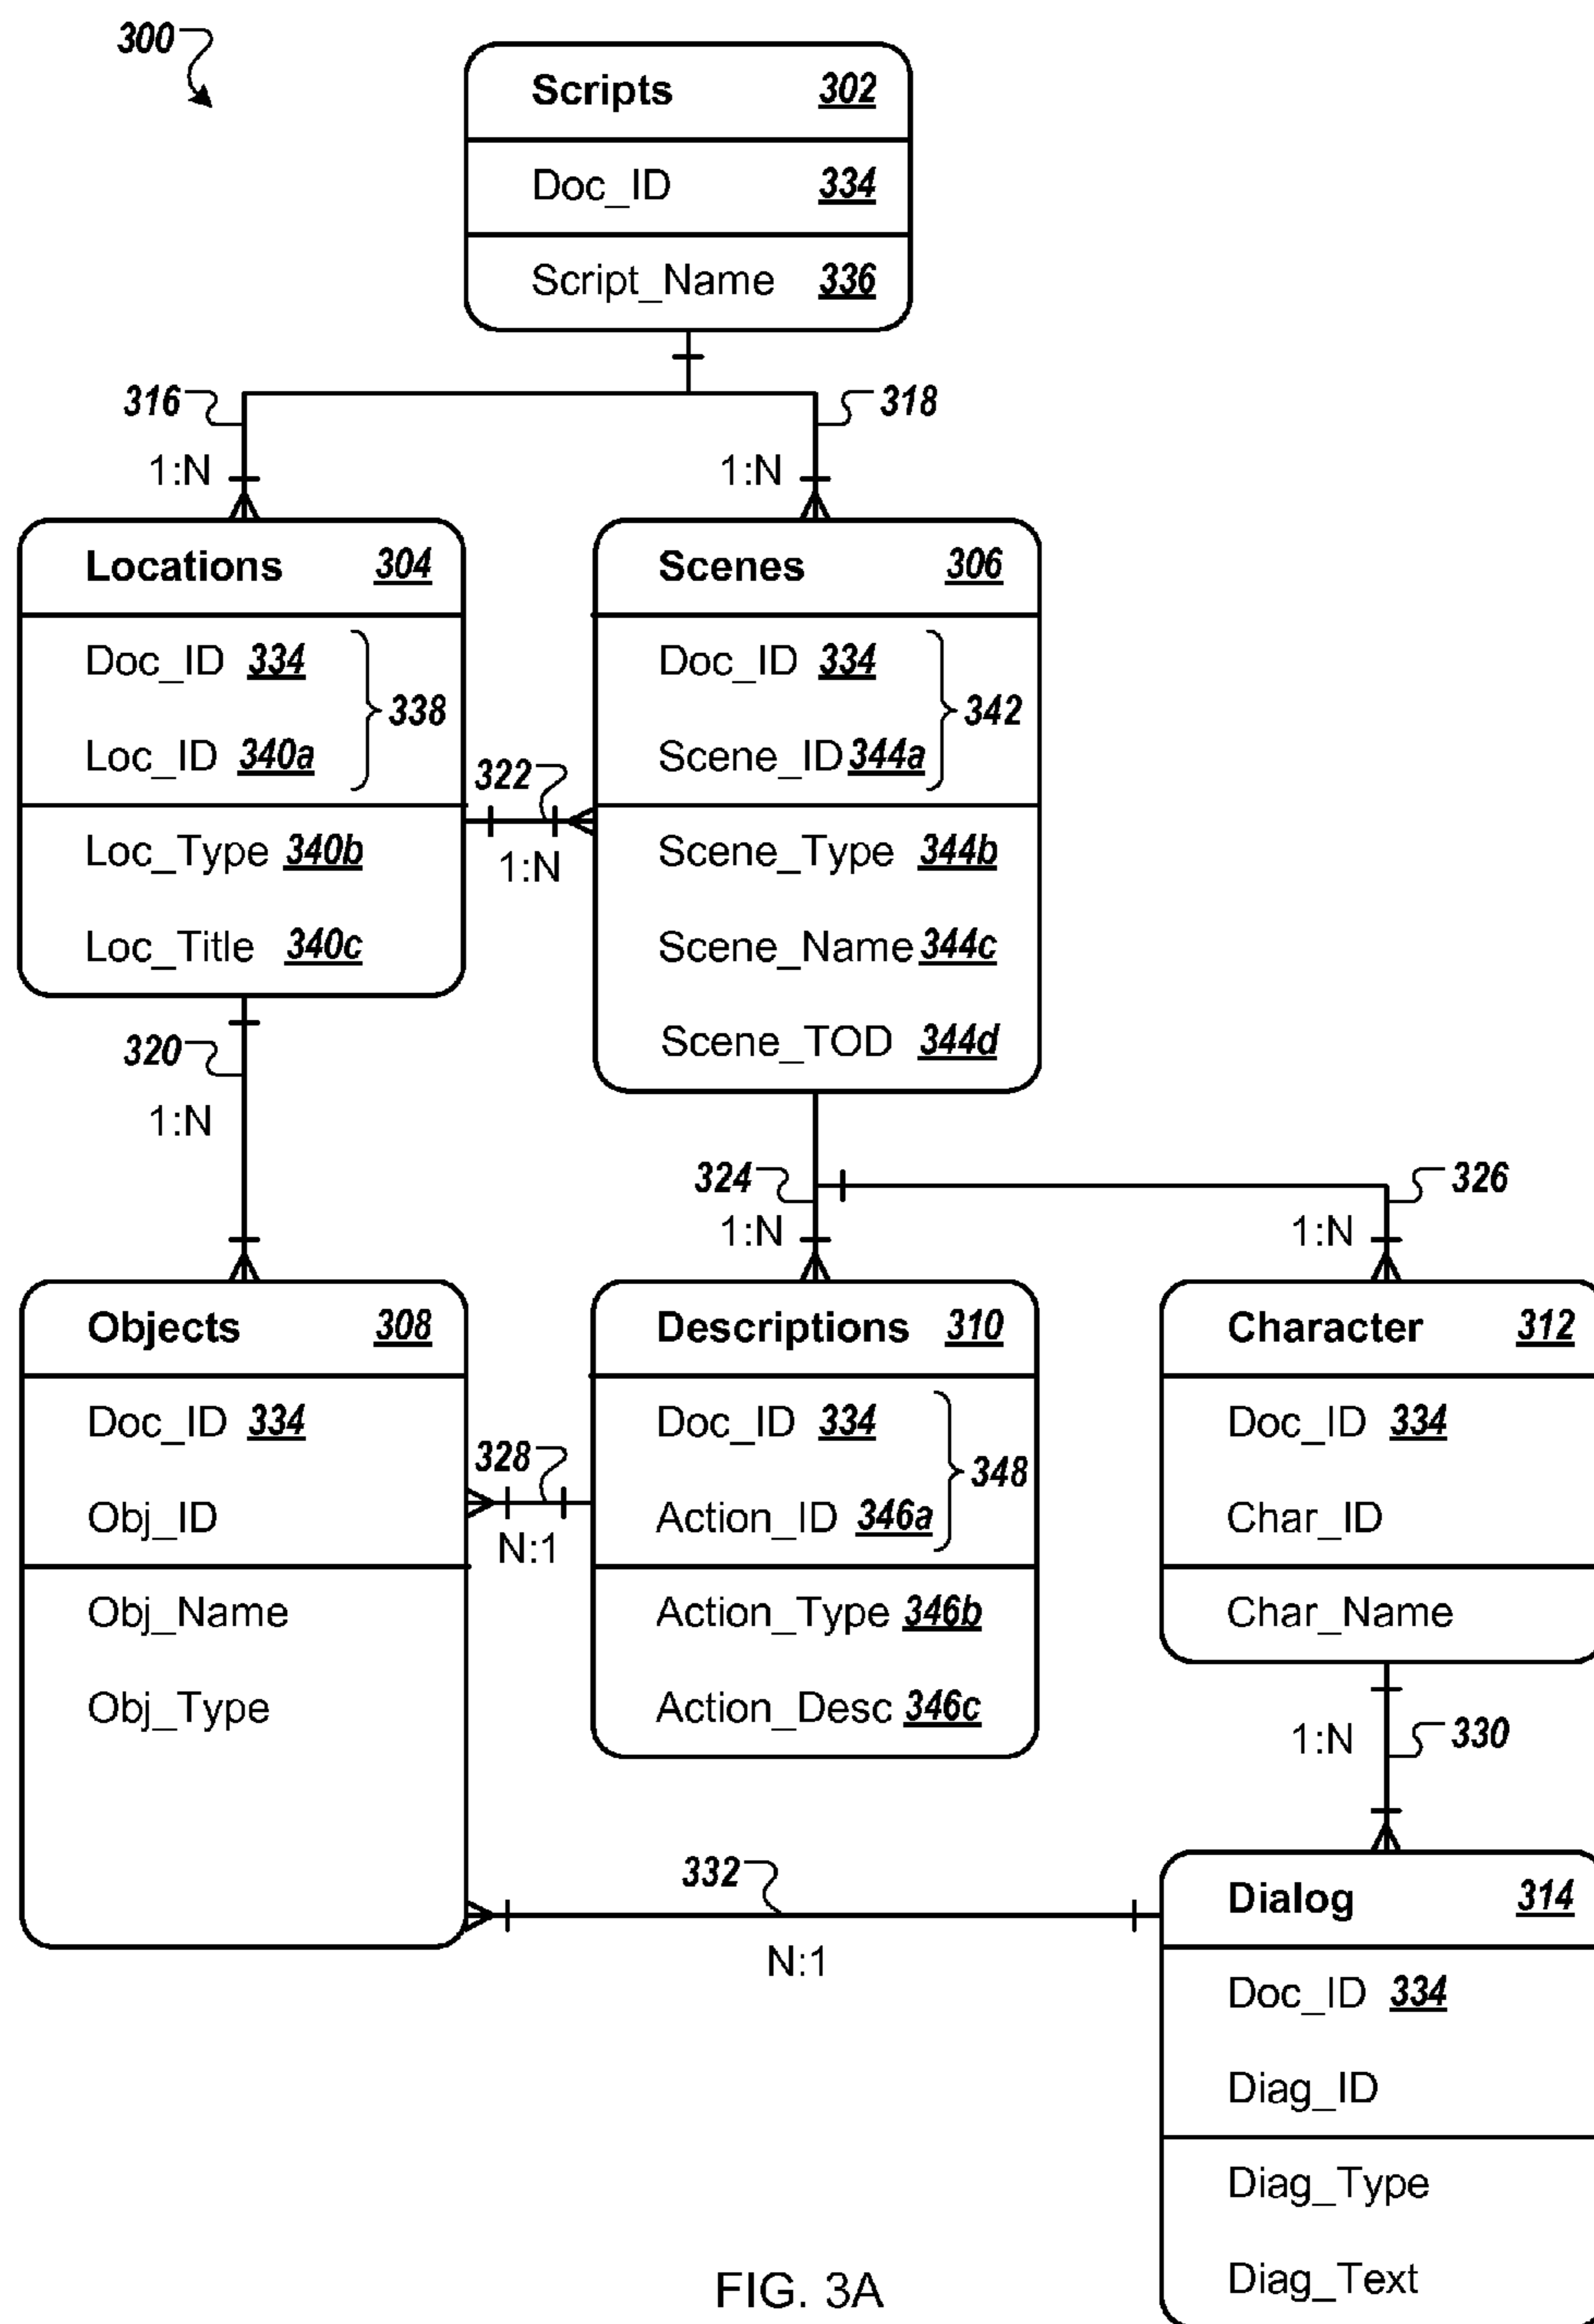 300
Scripts 302
Doc_ID 334
Script_Name 336
316
318
1:N
1:N
Locations 304
Doc_ID 334
Loc_ID 340a
338
Loc_Type 340b
Loc_Title 340c
322
1:N
Scenes 306
Doc_ID 334
Scene_ID 344a
342
Scene_Type 344b
Scene_Name 344c
Scene_TOD 344d
320
1:N
324
1:N
326
1:N
Objects 308
Doc_ID 334
Obj_ID
Obj_Name
Obj_Type
328
N:1
Descriptions 310
Doc_ID 334
Action_ID 346a
348
Action_Type 346b
Action_Desc 346c
Character 312
Doc_ID 334
Char_ID
Char_Name
1:N
330
332
N:1
Dialog 314
Doc_ID 334
Diag_ID
Diag_Type
Diag_Text
FIG. 3A